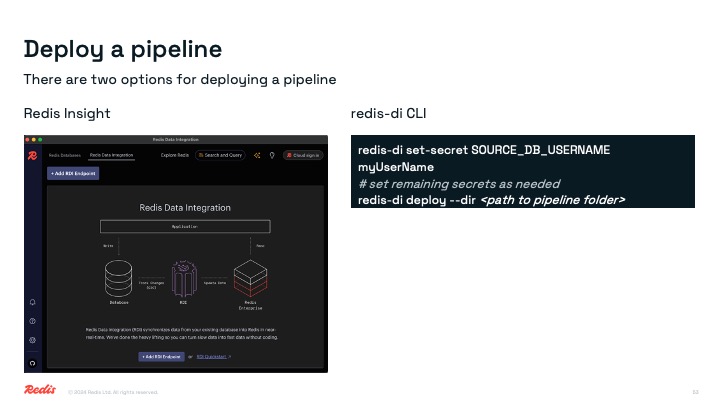 Deploy a pipeline
There are two options for deploying a pipeline
Redis Insight
redis-di CLI
Redis Data Integration
Redis Databases
Redis Data Integration
Explore Redis
Search and Query
Cloud sign in
+ Add RDI Endpoint
Redis Data Integration
Application
Write
Read
Track Changes
(CDC)
Update Data
Database
RDI
Redis
Enterprise
Redis Data Integration (RDI) synchronizes data from your existing database into Redis in near-
real-time. We've done the heavy lifting so you can turn slow data into fast data without coding.
+ Add RDI Endpoint or RDI Quickstart
redis-di set-secret SOURCE_DB_USERNAME
myUserName
# set remaining secrets as needed
redis-di deploy --dir <path to pipeline folder>
Redis
© 2024 Redis Ltd. All rights reserved.